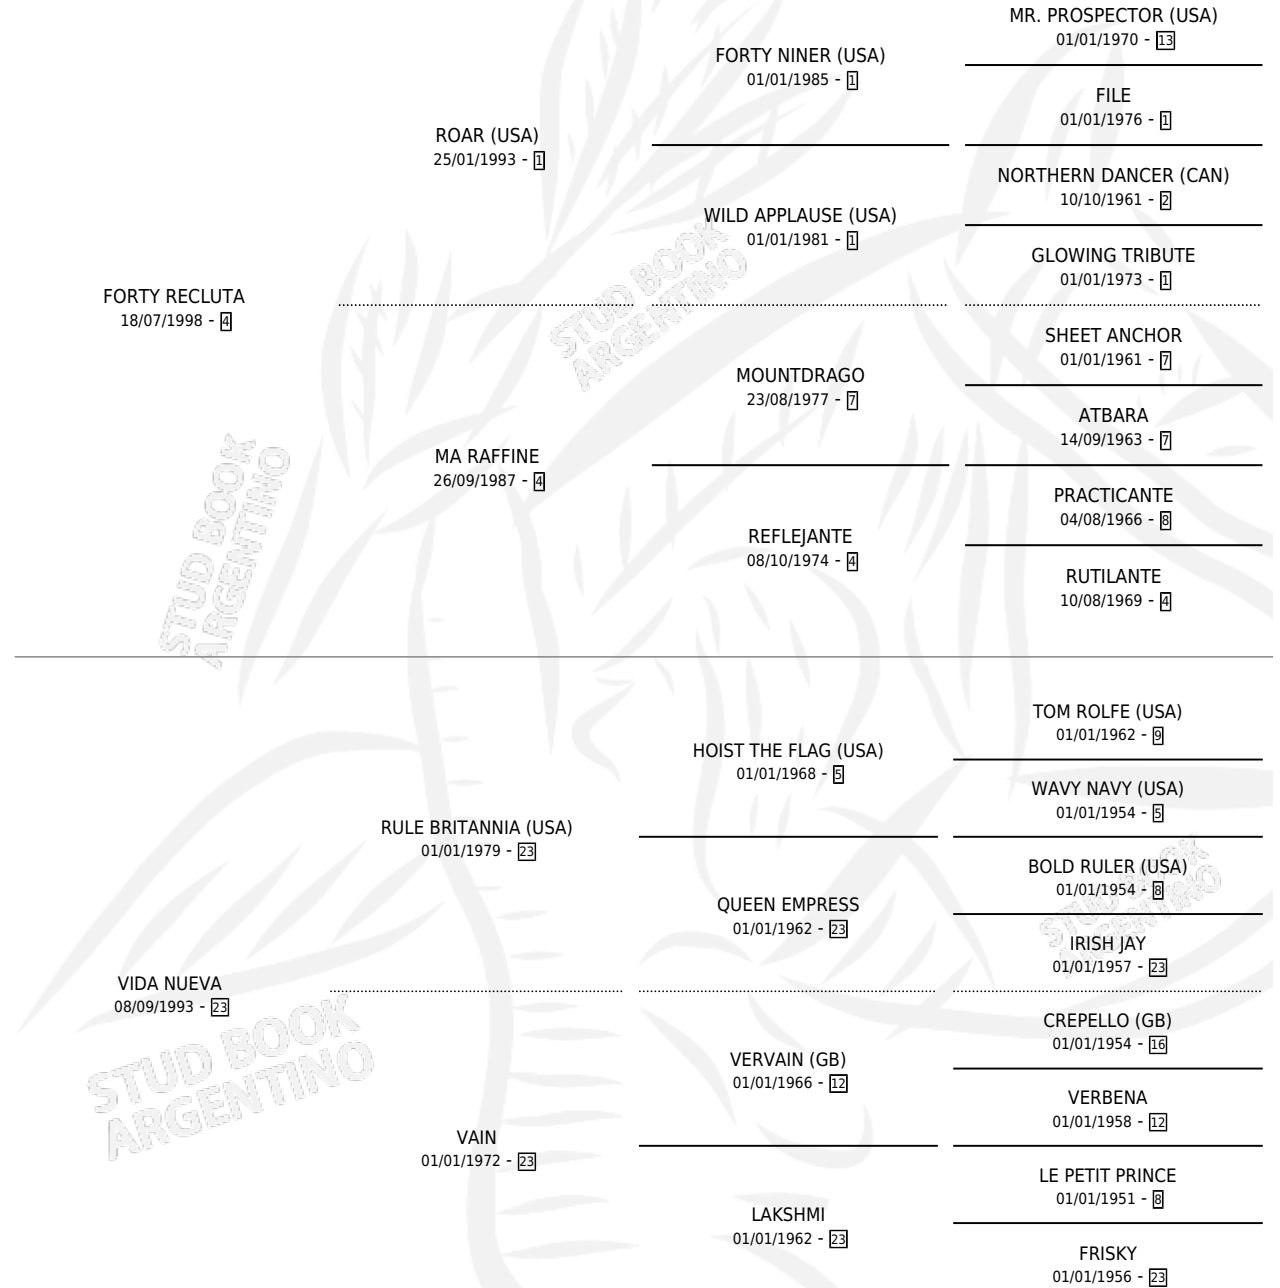 MR. PROSPECTOR (USA)
01/01/1970 - 13
FORTY NINER (USA)
01/01/1985 - 1
FILE
01/01/1976 - 1
ROAR (USA)
25/01/1993 - 1
NORTHERN DANCER (CAN)
10/10/1961 - 2
WILD APPLAUSE (USA)
01/01/1981 - 1
GLOWING TRIBUTE
01/01/1973 - 1
FORTY RECLUTA
18/07/1998 - 4
SHEET ANCHOR
01/01/1961 - 7
MOUNTDRAGO
23/08/1977 - 7
ATBARA
14/09/1963 - 7
MA RAFFINE
26/09/1987 - 4
PRACTICANTE
04/08/1966 - 8
REFLEJANTE
08/10/1974 - 4
RUTILANTE
10/08/1969 - 4
TOM ROLFE (USA)
01/01/1962 - 9
HOIST THE FLAG (USA)
01/01/1968 - 5
WAVY NAVY (USA)
01/01/1954 - 5
RULE BRITANNIA (USA)
01/01/1979 - 23
BOLD RULER (USA)
01/01/1954 - 8
QUEEN EMPRESS
01/01/1962 - 23
IRISH JAY
01/01/1957 - 23
VIDA NUEVA
08/09/1993 - 23
CREPELLO (GB)
01/01/1954 - 16
VERVAIN (GB)
01/01/1966 - 12
VERBENA
01/01/1958 - 12
VAIN
01/01/1972 - 23
LE PETIT PRINCE
01/01/1951 - 8
LAKSHMI
01/01/1962 - 23
FRISKY
01/01/1956 - 23
STUD BOOK
ARGENTINO
STUD BOOK
ARGENTINO
STUD BOOK
ARGENTINO
STUD BOOK
ARGENTINO